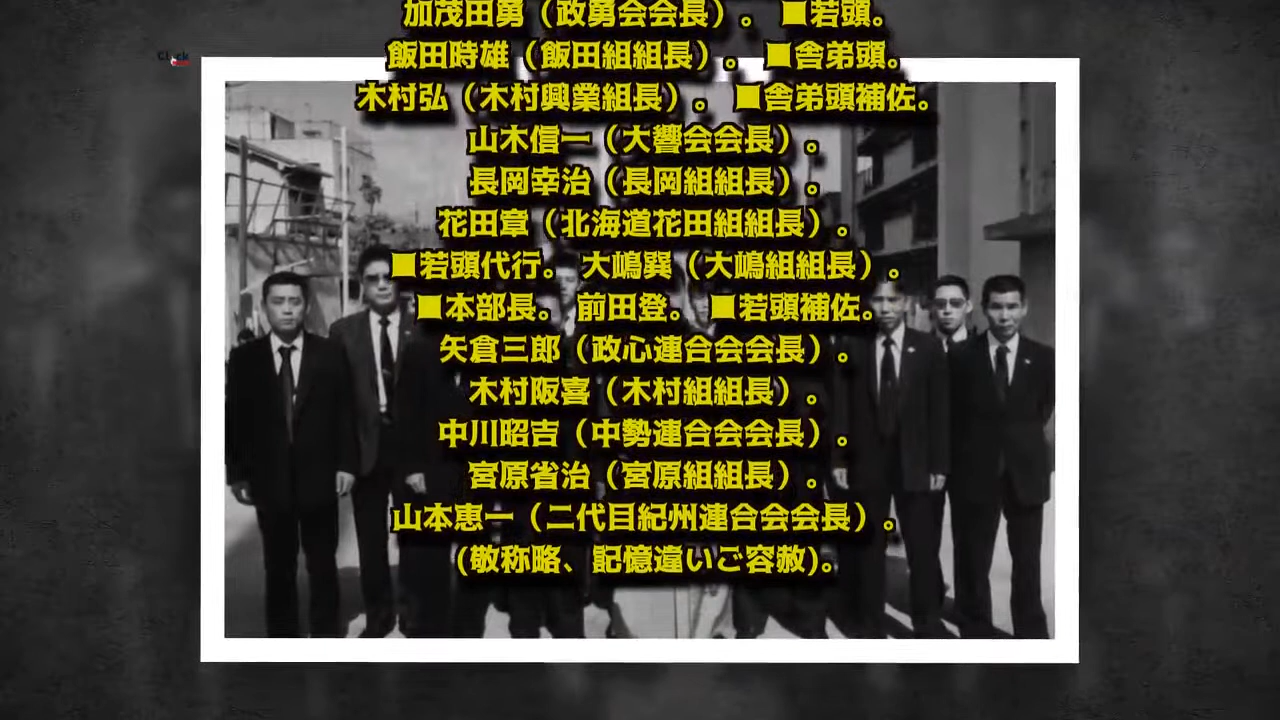 加茂田勇（政勇会会長）。 ■若頭。
飯田時雄（飯田組組長）。 ■舎弟頭。
木村弘（木村興業組長）。 ■舎弟頭補佐。
山木信一（大響会会長）。
長岡幸治（長岡組組長）。
花田章（北海道花田組組長）。
■若頭代行。 大嶋巽（大嶋組組長）。
■本部長。 前田登。 ■若頭補佐。
矢倉三郎（政心連合会会長）。
木村阪喜（木村組組長）。
中川昭吉（中勢連合会会長）。
宮原省治（宮原組組長）。
山本恵一（二代目紀州連合会会長）。
(敬称略、記憶違いご容赦)。